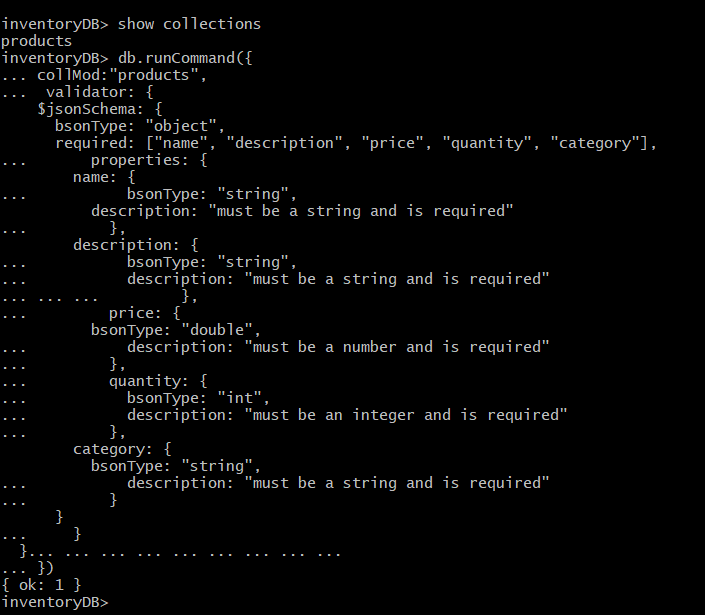 inventoryDB> show collections
products
inventoryDB> db.runCommand({
... collMod:"products",
...  validator: {
    $jsonSchema: {
      bsonType: "object",
      required: ["name", "description", "price", "quantity", "category"],
...       properties: {
        name: {
...           bsonType: "string",
          description: "must be a string and is required"
...         },
        description: {
...           bsonType: "string",
...           description: "must be a string and is required"
... ... ...         },
...         price: {
          bsonType: "double",
...           description: "must be a number and is required"
...         },
...         quantity: {
...           bsonType: "int",
...           description: "must be an integer and is required"
...         },
        category: {
          bsonType: "string",
...           description: "must be a string and is required"
...         }
      }
...     }
  }... ... ... ... ... ... ... ... ...
... })
{ ok: 1 }
inventoryDB>